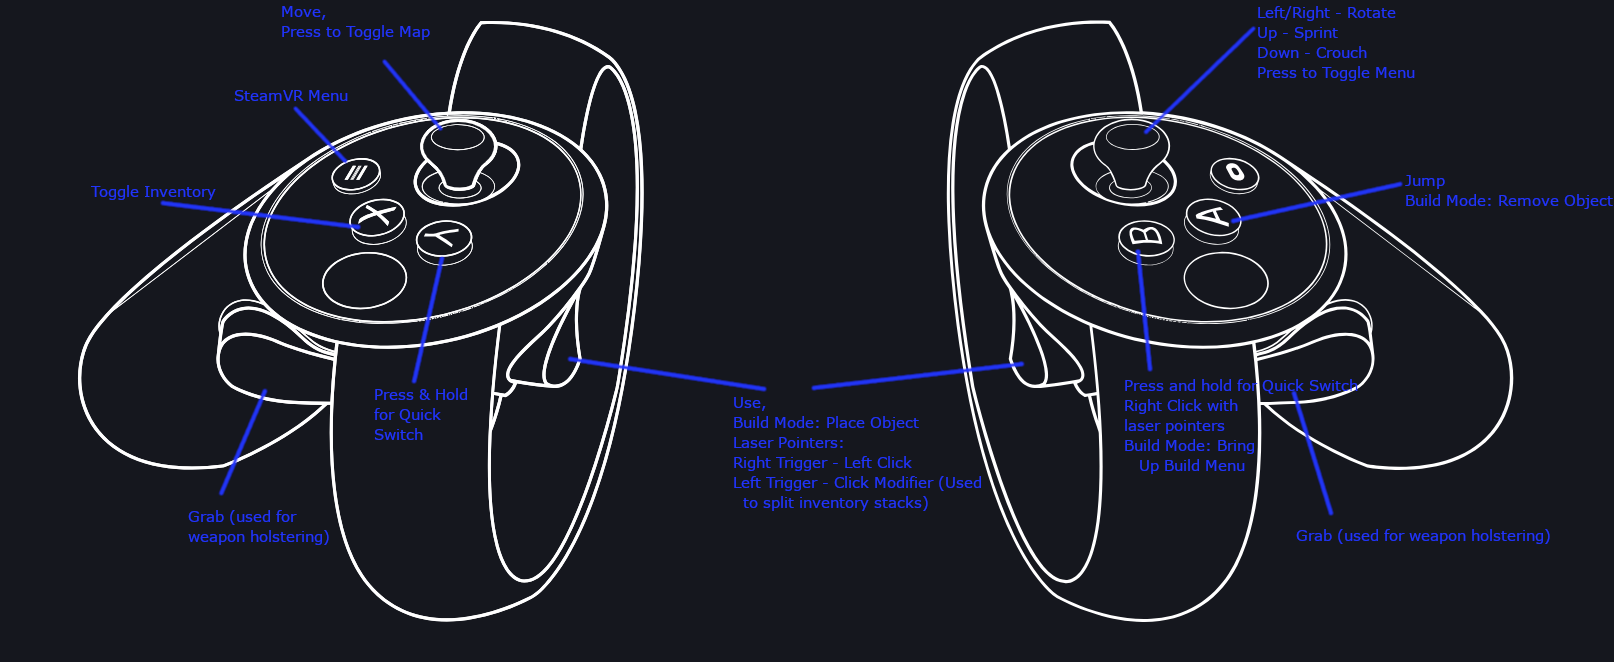 Move,
Press to Toggle Map
SteamVR Menu
Toggle Inventory
X
Y
Press & Hold
for Quick
Switch
Grab (used for
weapon holstering)
Use,
Build Mode: Place Object
Laser Pointers:
Right Trigger - Left Click
Left Trigger - Click Modifier (Used
to split inventory stacks)
Left/Right - Rotate
Up - Sprint
Down - Crouch
Press to Toggle Menu
Jump
Build Mode: Remove Object
A
B
Press and hold for Quick Switch
Right Click with
laser pointers
Build Mode: Bring
Up Build Menu
Grab (used for weapon holstering)